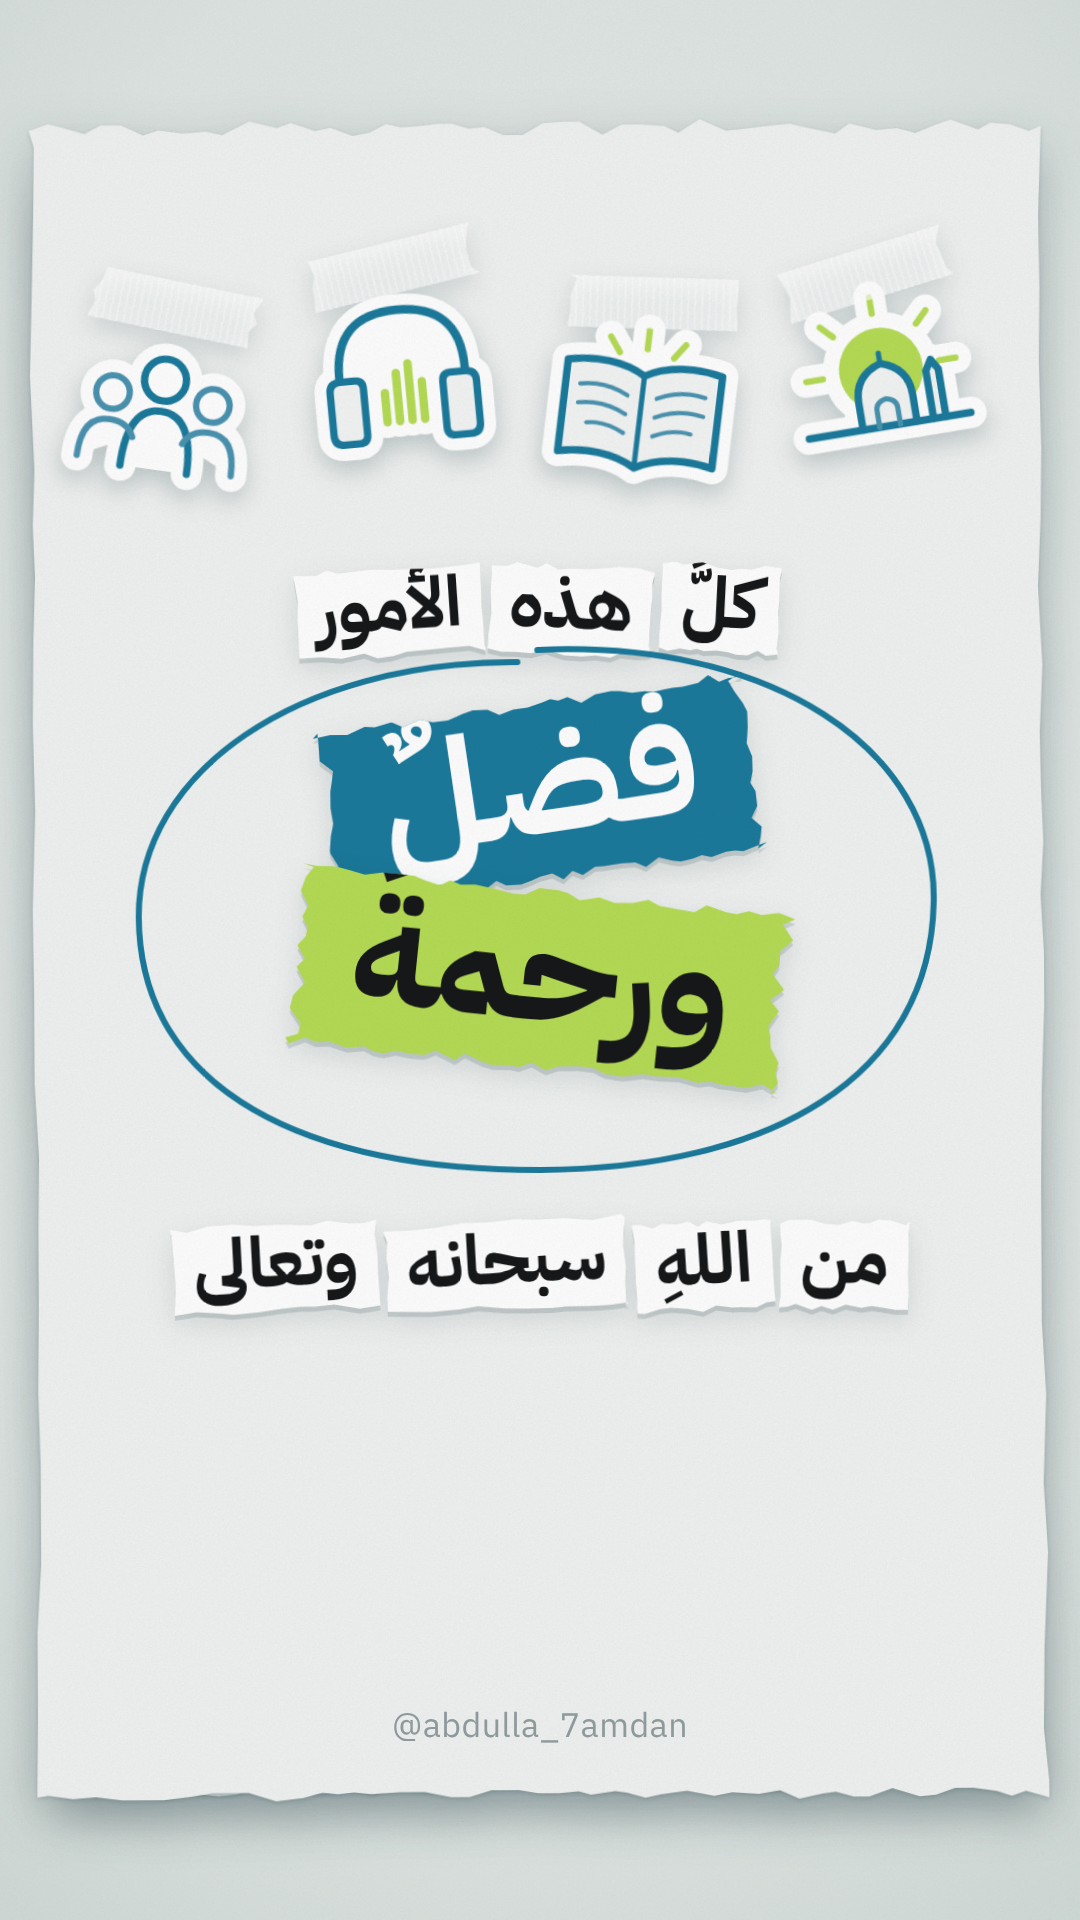 كلَّ هذه الأمور
فضلٌ
ورحمة
من اللهِ سبحانه وتعالى
@abdulla_7amdan